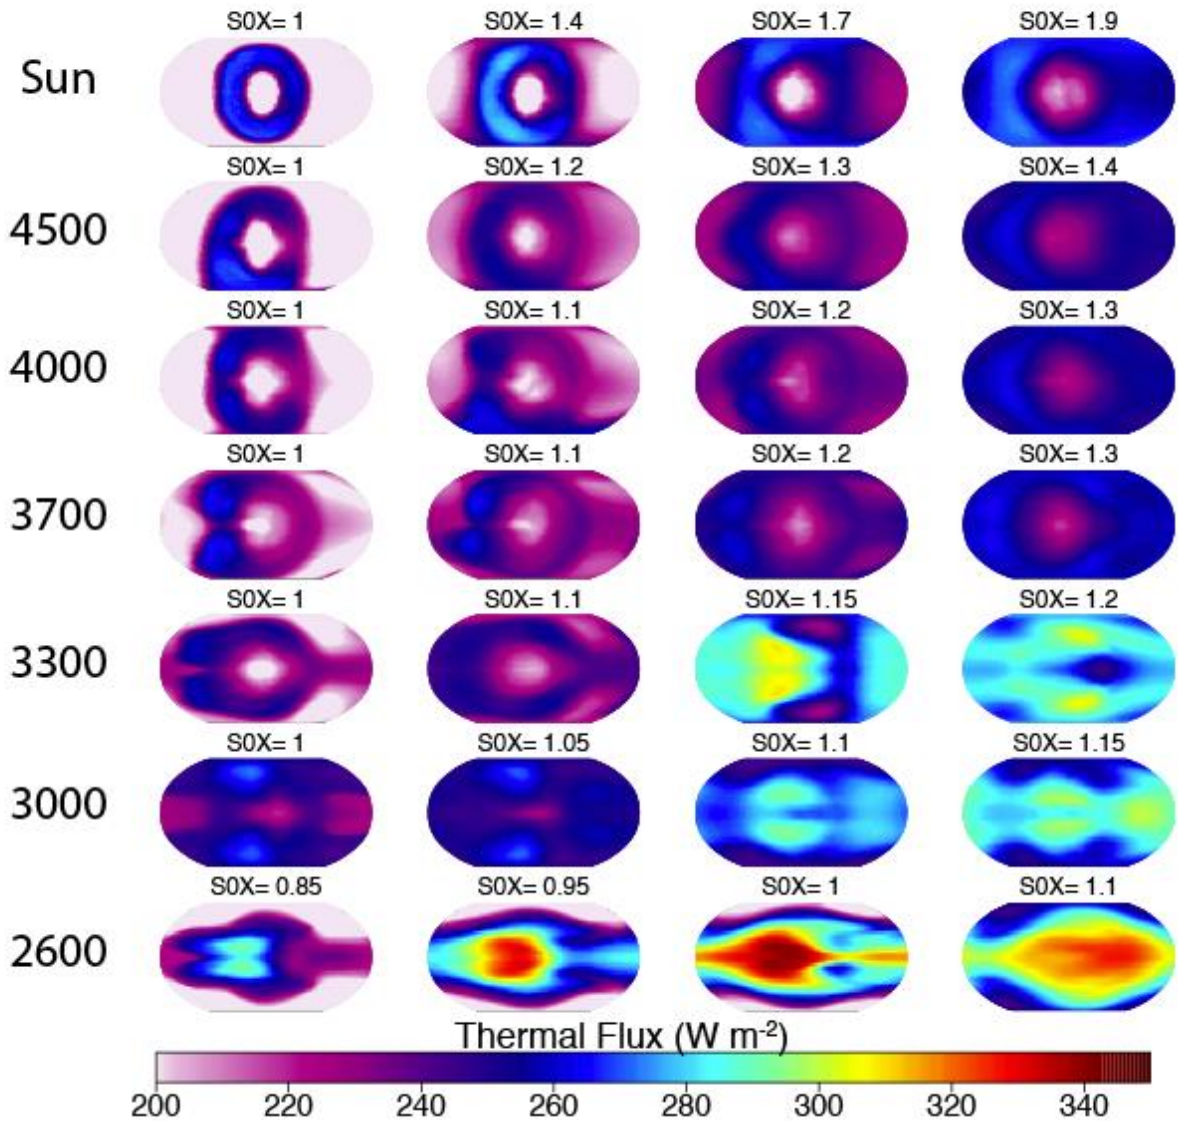 S0X= 1 S0X= 1.4 S0X= 1.7 S0X= 1.9
Sun
S0X= 1 S0X= 1.2 S0X= 1.3 S0X= 1.4
4500
S0X= 1 S0X= 1.1 S0X= 1.2 S0X= 1.3
4000
S0X= 1 S0X= 1.1 S0X= 1.2 S0X= 1.3
3700
S0X= 1 S0X= 1.1 S0X= 1.15 S0X= 1.2
3300
S0X= 1 S0X= 1.05 S0X= 1.1 S0X= 1.15
3000
S0X= 0.85 S0X= 0.95 S0X= 1 S0X= 1.1
2600
Thermal Flux (W m-2)
200 220 240 260 280 300 320 340